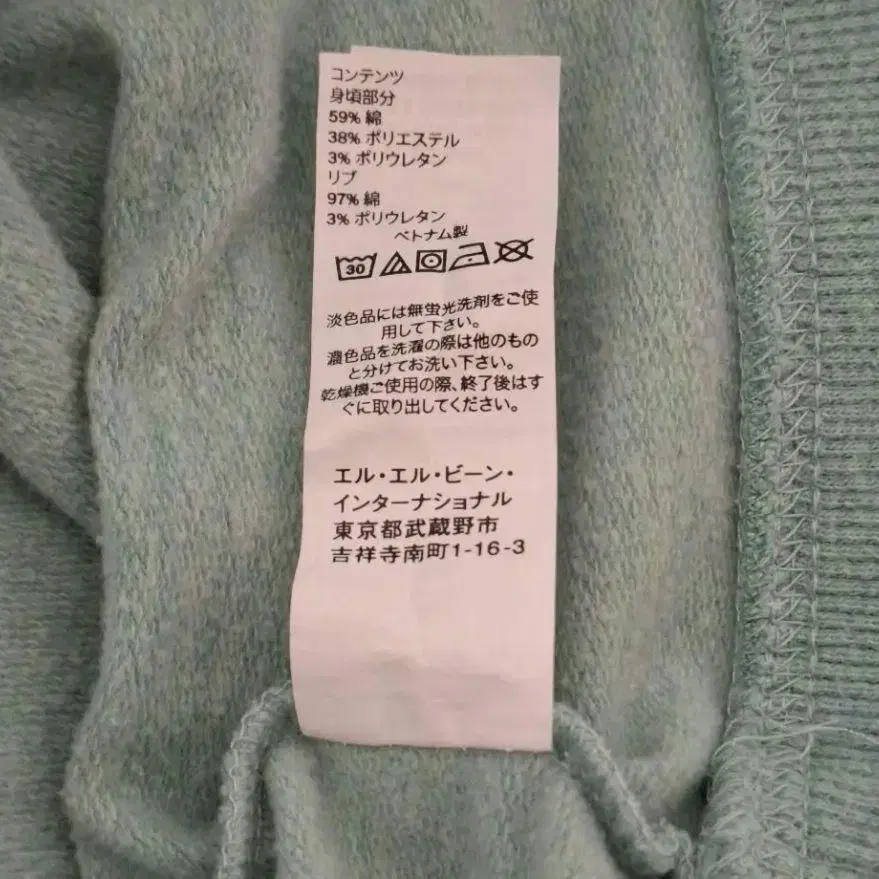 コンテンツ
身頃部分
59% 綿
38% ポリエステル
3% ポリウレタン
リブ
97% 綿
3% ポリウレタン
ベトナム製
30
淡色品には無蛍光洗剤をご使
用して下さい。
濃色品を洗濯の際は他のもの
と分けてお洗い下さい。
乾燥機ご使用の際、終了後はす
ぐに取り出してください。
エル・エル・ビーン・
インターナショナル
東京都武蔵野市
吉祥寺南町1-16-3